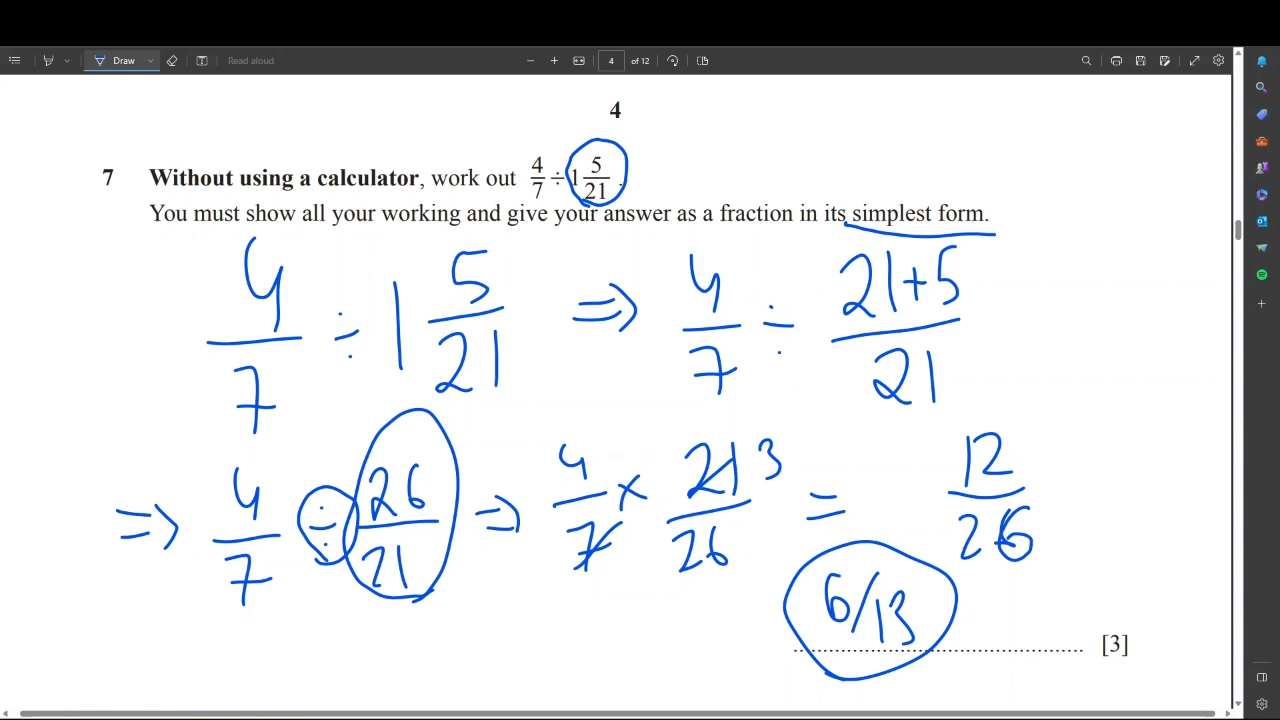 Draw
Read aloud
4
of 12
4
7 Without using a calculator, work out 4/7 ÷ 1 5/21 .
You must show all your working and give your answer as a fraction in its simplest form.
4/7 ÷ 1 5/21 ⇒ 4/7 ÷ 21+5/21
⇒ 4/7 ÷ 26/21 ⇒ 4/7 × 21/26 3 = 12/26
6/13
.................................................... [3]